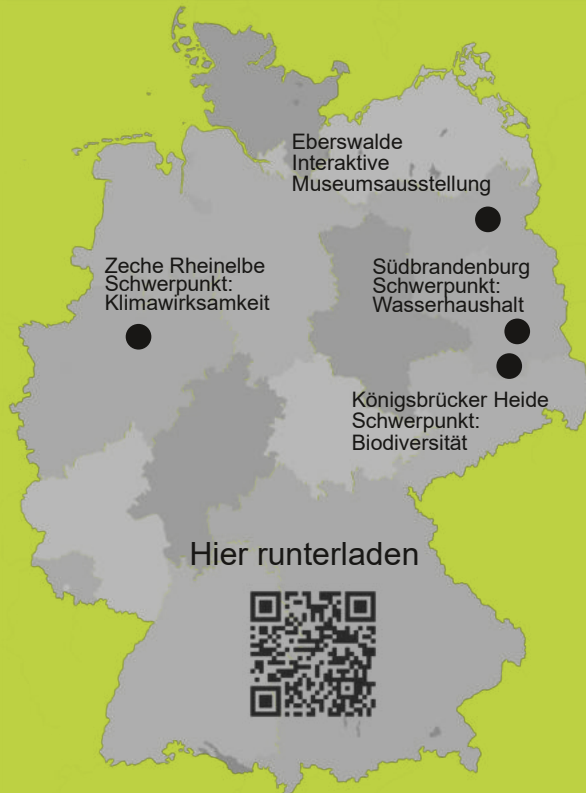 Eberswalde
Interaktive
Museumsausstellung
Zeche Rheinelbe
Schwerpunkt:
Klimawirksamkeit
Südbrandenburg
Schwerpunkt:
Wasserhaushalt
Königsbrücker Heide
Schwerpunkt:
Biodiversität
Hier runterladen